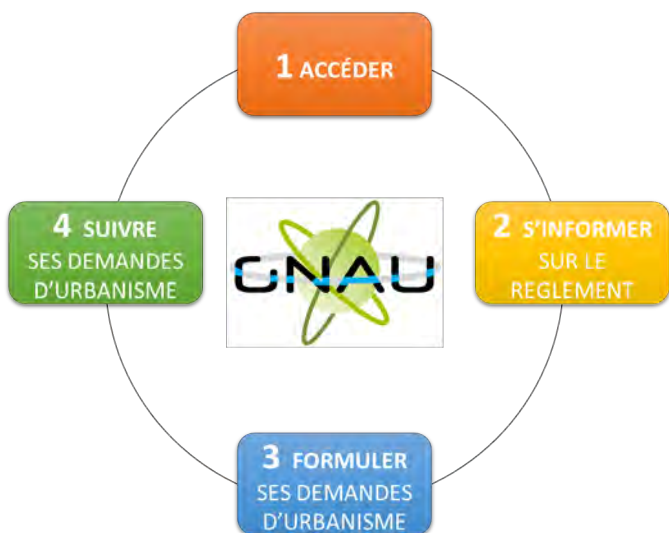 1 ACCÉDER
2 S'INFORMER
SUR LE
REGLEMENT
3 FORMULER
SES DEMANDES
D'URBANISME
4 SUIVRE
SES DEMANDES
D'URBANISME
GNAU